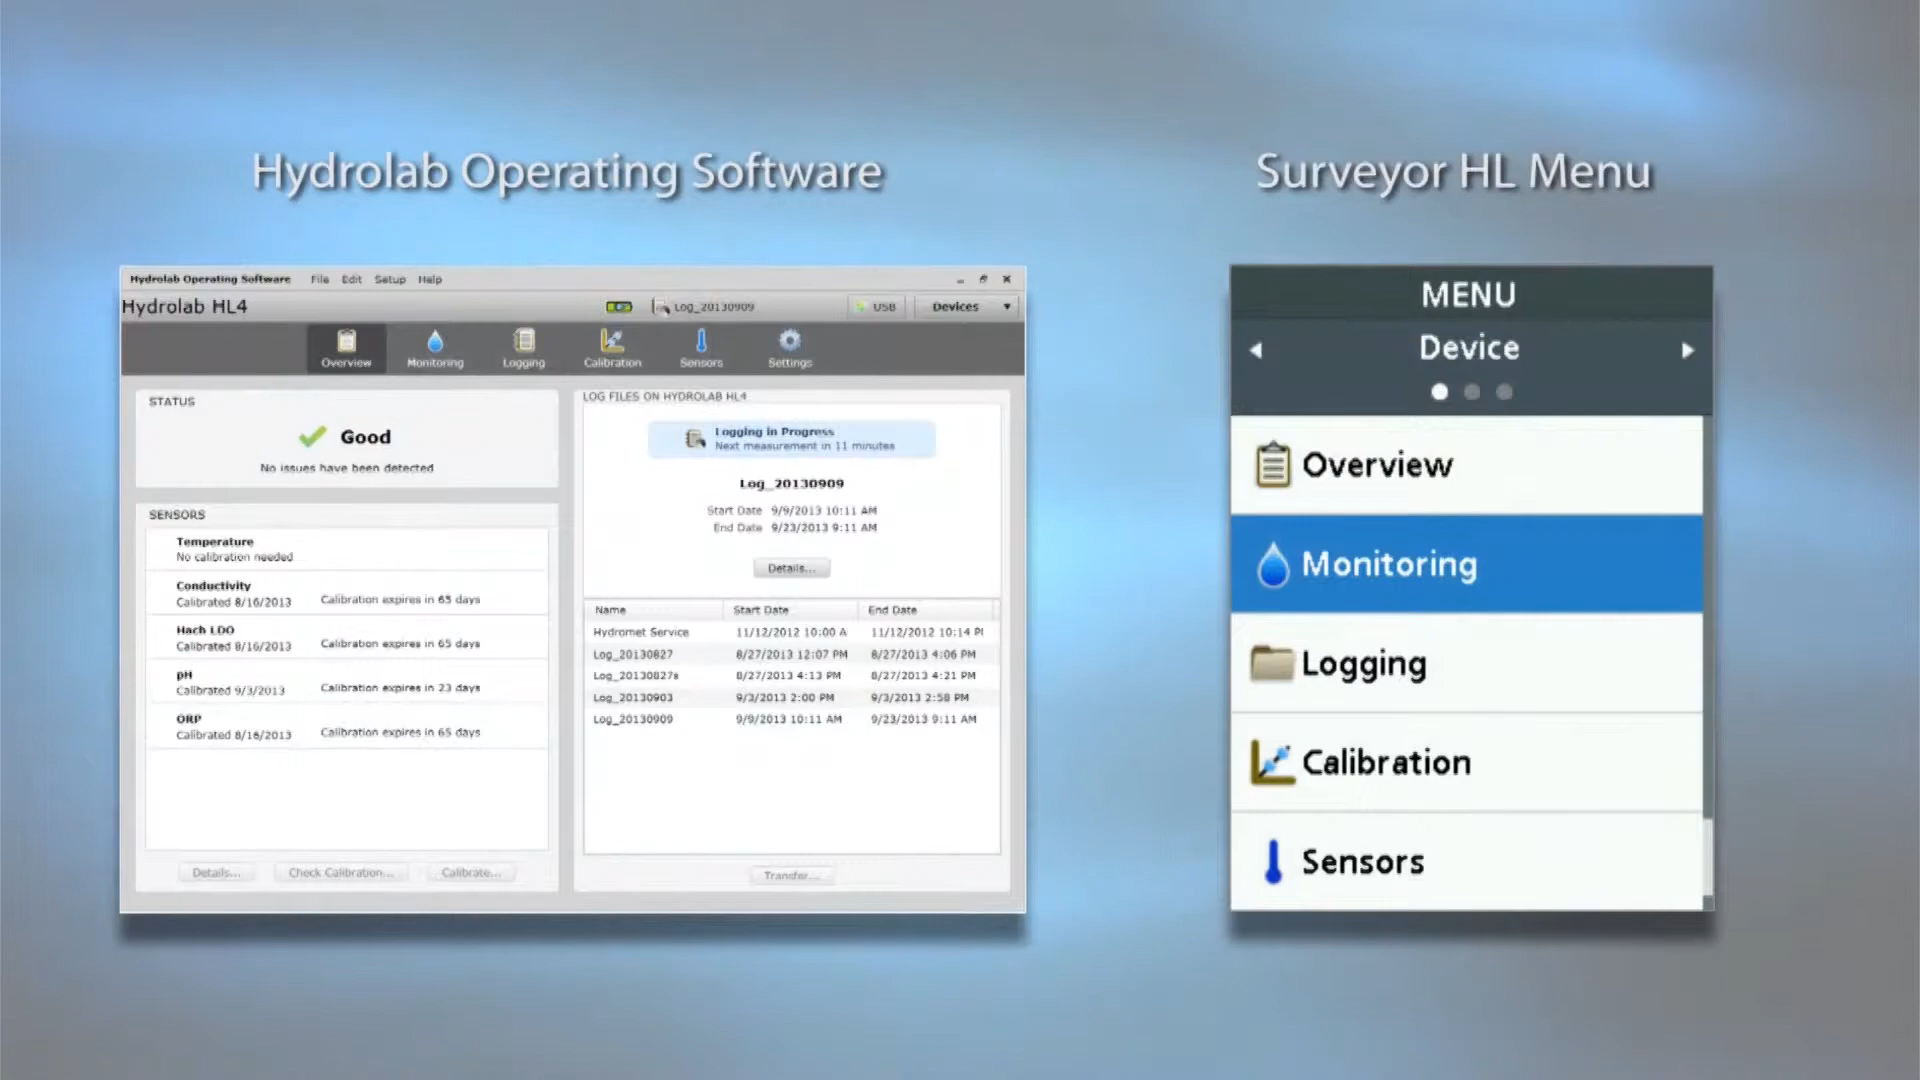 Hydrolab Operating Software
Hydrolab Operating Software File Edit Setup Help
Hydrolab HL4 Log_20130909 USB Devices
Overview Monitoring Logging Calibration Sensors Settings
STATUS
Good
No issues have been detected
SENSORS
Temperature
No calibration needed
Conductivity
Calibrated 8/16/2013 Calibration expires in 65 days
Hach LDO
Calibrated 8/16/2013 Calibration expires in 65 days
pH
Calibrated 9/3/2013 Calibration expires in 23 days
ORP
Calibrated 8/16/2013 Calibration expires in 65 days
Details... Check Calibration... Calibrate...
LOG FILES ON HYDROLAB HL4
Logging in Progress
Next measurement in 11 minutes
Log_20130909
Start Date 9/9/2013 10:11 AM
End Date 9/23/2013 9:11 AM
Details...
Name Start Date End Date
Hydromet Service 11/12/2012 10:00 A 11/12/2012 10:14 PI
Log_20130827 8/27/2013 12:07 PM 8/27/2013 4:06 PM
Log_20130827s 8/27/2013 4:13 PM 8/27/2013 4:21 PM
Log_20130903 9/3/2013 2:00 PM 9/3/2013 2:58 PM
Log_20130909 9/9/2013 10:11 AM 9/23/2013 9:11 AM
Transfer...
Surveyor HL Menu
MENU
Device
Overview
Monitoring
Logging
Calibration
Sensors